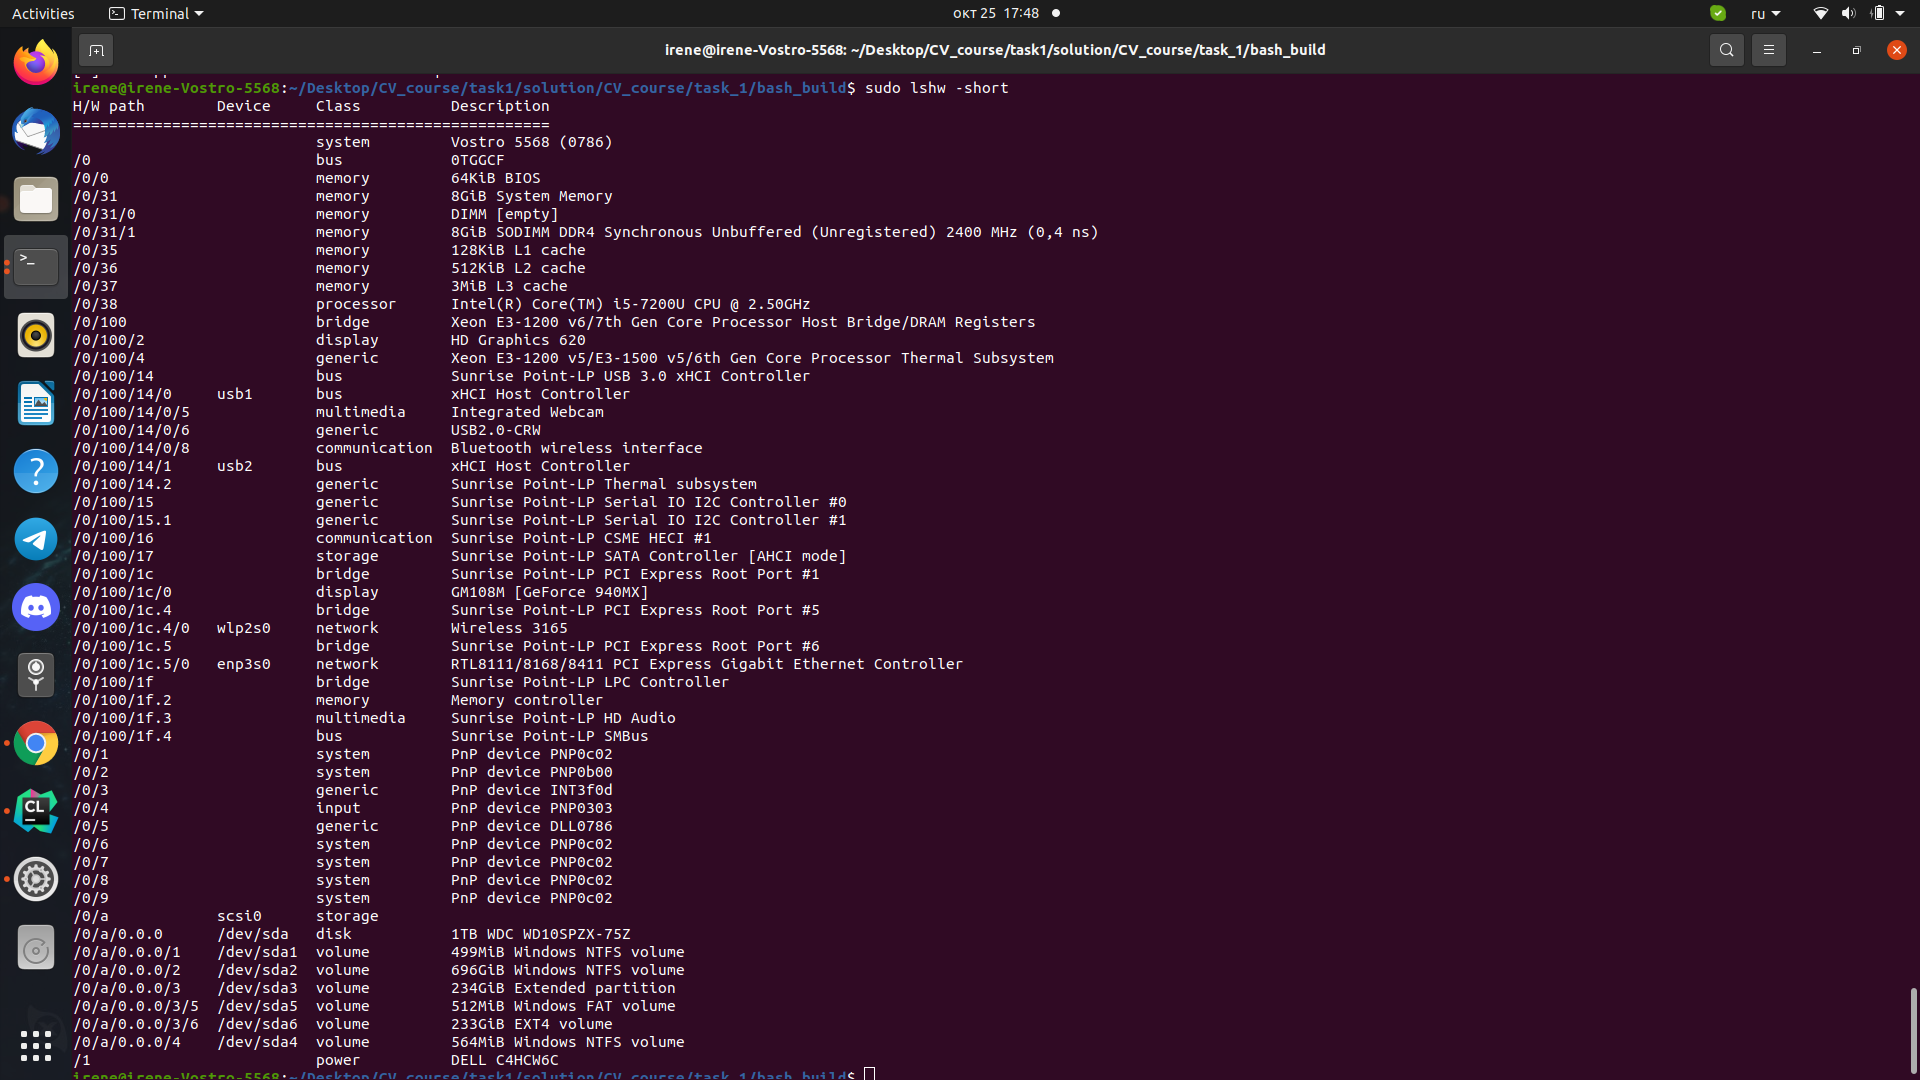 Activities
Terminal
окт 25 17:48
ru
irene@irene-Vostro-5568: ~/Desktop/CV_course/task1/solution/CV_course/task_1/bash_build
irene@irene-Vostro-5568:~/Desktop/CV_course/task1/solution/CV_course/task_1/bash_build$ sudo lshw -short
H/W path        Device     Class          Description
=====================================================
                           system         Vostro 5568 (0786)
/0                         bus            0TGGCF
/0/0                       memory         64KiB BIOS
/0/31                      memory         8GiB System Memory
/0/31/0                    memory         DIMM [empty]
/0/31/1                    memory         8GiB SODIMM DDR4 Synchronous Unbuffered (Unregistered) 2400 MHz (0,4 ns)
/0/35                      memory         128KiB L1 cache
/0/36                      memory         512KiB L2 cache
/0/37                      memory         3MiB L3 cache
/0/38                      processor      Intel(R) Core(TM) i5-7200U CPU @ 2.50GHz
/0/100                     bridge         Xeon E3-1200 v6/7th Gen Core Processor Host Bridge/DRAM Registers
/0/100/2                   display        HD Graphics 620
/0/100/4                   generic        Xeon E3-1200 v5/E3-1500 v5/6th Gen Core Processor Thermal Subsystem
/0/100/14                  bus            Sunrise Point-LP USB 3.0 xHCI Controller
/0/100/14/0     usb1       bus            xHCI Host Controller
/0/100/14/0/5              multimedia     Integrated Webcam
/0/100/14/0/6              generic        USB2.0-CRW
/0/100/14/0/8              communication  Bluetooth wireless interface
/0/100/14/1     usb2       bus            xHCI Host Controller
/0/100/14.2                generic        Sunrise Point-LP Thermal subsystem
/0/100/15                  generic        Sunrise Point-LP Serial IO I2C Controller #0
/0/100/15.1                generic        Sunrise Point-LP Serial IO I2C Controller #1
/0/100/16                  communication  Sunrise Point-LP CSME HECI #1
/0/100/17                  storage        Sunrise Point-LP SATA Controller [AHCI mode]
/0/100/1c                  bridge         Sunrise Point-LP PCI Express Root Port #1
/0/100/1c/0                display        GM108M [GeForce 940MX]
/0/100/1c.4                bridge         Sunrise Point-LP PCI Express Root Port #5
/0/100/1c.4/0   wlp2s0     network        Wireless 3165
/0/100/1c.5                bridge         Sunrise Point-LP PCI Express Root Port #6
/0/100/1c.5/0   enp3s0     network        RTL8111/8168/8411 PCI Express Gigabit Ethernet Controller
/0/100/1f                  bridge         Sunrise Point-LP LPC Controller
/0/100/1f.2                memory         Memory controller
/0/100/1f.3                multimedia     Sunrise Point-LP HD Audio
/0/100/1f.4                bus            Sunrise Point-LP SMBus
/0/1                       system         PnP device PNP0c02
/0/2                       system         PnP device PNP0b00
/0/3                       generic        PnP device INT3f0d
/0/4                       input          PnP device PNP0303
/0/5                       generic        PnP device DLL0786
/0/6                       system         PnP device PNP0c02
/0/7                       system         PnP device PNP0c02
/0/8                       system         PnP device PNP0c02
/0/9                       system         PnP device PNP0c02
/0/a            scsi0      storage
/0/a/0.0.0      /dev/sda   disk           1TB WDC WD10SPZX-75Z
/0/a/0.0.0/1    /dev/sda1  volume         499MiB Windows NTFS volume
/0/a/0.0.0/2    /dev/sda2  volume         696GiB Windows NTFS volume
/0/a/0.0.0/3    /dev/sda3  volume         234GiB Extended partition
/0/a/0.0.0/3/5  /dev/sda5  volume         512MiB Windows FAT volume
/0/a/0.0.0/3/6  /dev/sda6  volume         233GiB EXT4 volume
/0/a/0.0.0/4    /dev/sda4  volume         564MiB Windows NTFS volume
/1                         power          DELL C4HCW6C
irene@irene-Vostro-5568:~/Desktop/CV_course/task1/solution/CV_course/task_1/bash_build$